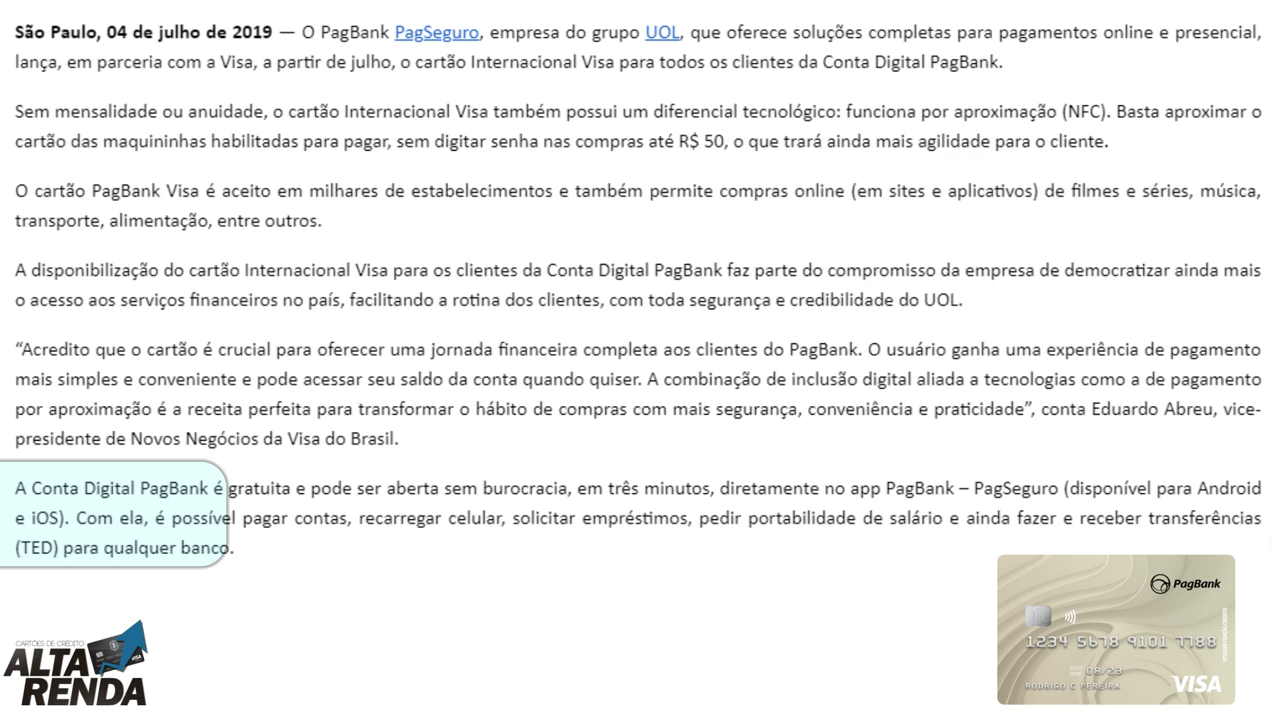 São Paulo, 04 de julho de 2019 — O PagBank PagSeguro, empresa do grupo UOL, que oferece soluções completas para pagamentos online e presencial,
lança, em parceria com a Visa, a partir de julho, o cartão Internacional Visa para todos os clientes da Conta Digital PagBank.
Sem mensalidade ou anuidade, o cartão Internacional Visa também possui um diferencial tecnológico: funciona por aproximação (NFC). Basta aproximar o
cartão das maquininhas habilitadas para pagar, sem digitar senha nas compras até R$ 50, o que trará ainda mais agilidade para o cliente.
O cartão PagBank Visa é aceito em milhares de estabelecimentos e também permite compras online (em sites e aplicativos) de filmes e séries, música,
transporte, alimentação, entre outros.
A disponibilização do cartão Internacional Visa para os clientes da Conta Digital PagBank faz parte do compromisso da empresa de democratizar ainda mais
o acesso aos serviços financeiros no país, facilitando a rotina dos clientes, com toda segurança e credibilidade do UOL.
“Acredito que o cartão é crucial para oferecer uma jornada financeira completa aos clientes do PagBank. O usuário ganha uma experiência de pagamento
mais simples e conveniente e pode acessar seu saldo da conta quando quiser. A combinação de inclusão digital aliada a tecnologias como a de pagamento
por aproximação é a receita perfeita para transformar o hábito de compras com mais segurança, conveniência e praticidade”, conta Eduardo Abreu, vice-
presidente de Novos Negócios da Visa do Brasil.
A Conta Digital PagBank é gratuita e pode ser aberta sem burocracia, em três minutos, diretamente no app PagBank – PagSeguro (disponível para Android
e iOS). Com ela, é possível pagar contas, recarregar celular, solicitar empréstimos, pedir portabilidade de salário e ainda fazer e receber transferências
(TED) para qualquer banco.
PagBank
1234 5678 9101 7788
08/23
RODRIGO C PEREIRA
VISA
CARTÕES DE CRÉDITO
ALTA
RENDA